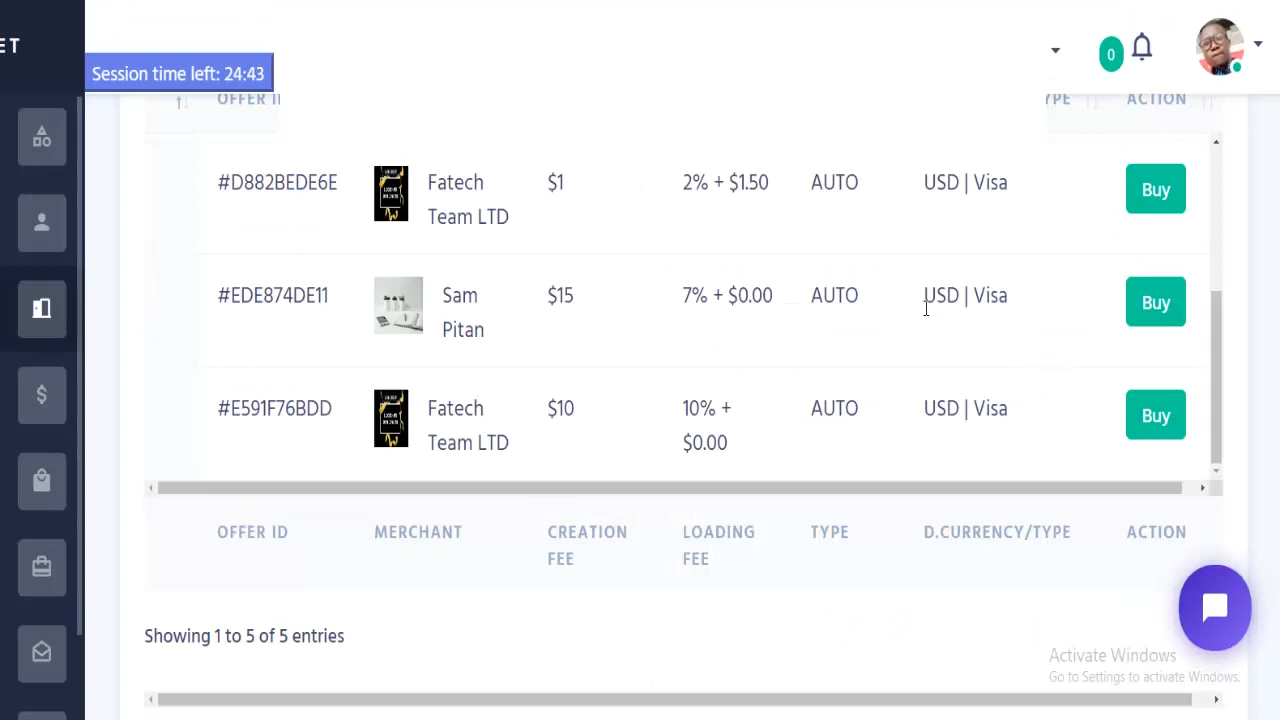 ET
0
Session time left: 24:43
OFFER I YPE ACTION
#D882BEDE6E Fatech $1 2% + $1.50 AUTO USD | Visa Buy
Team LTD
#EDE874DE11 Sam $15 7% + $0.00 AUTO USD | Visa Buy
Pitan
#E591F76BDD Fatech $10 10% + AUTO USD | Visa Buy
Team LTD $0.00
OFFER ID MERCHANT CREATION LOADING TYPE D.CURRENCY/TYPE ACTION
FEE FEE
Showing 1 to 5 of 5 entries
Activate Windows
Go to Settings to activate Windows.